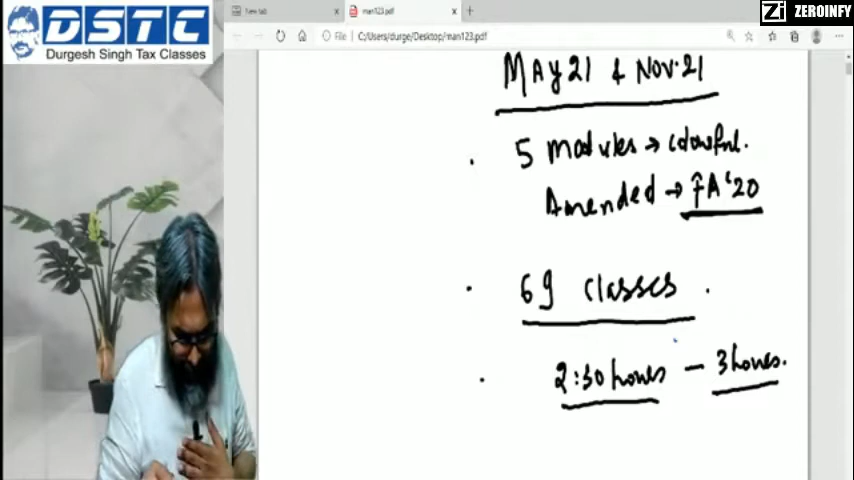 DSTC
Durgesh Singh Tax Classes
New tab
man123.pdf
File
C:/Users/durge/Desktop/man123.pdf
Zi ZEROINFY
MAY 21 & Nov.21
5 Modules → colourful.
Amended → FA'20
69 classes.
2:30 hours - 3 hours.